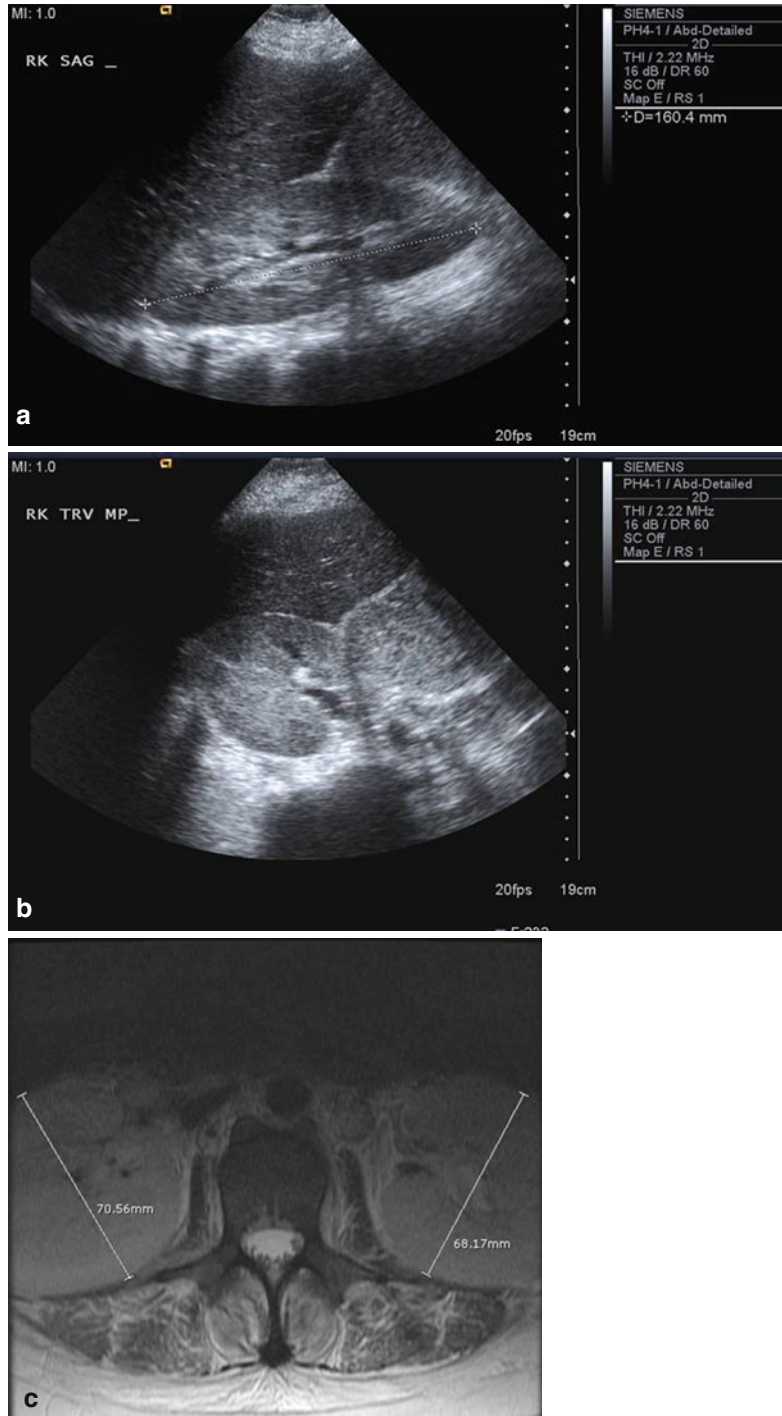 MI: 1.0
RK SAG _
SIEMENS
PH4-1 / Abd-Detailed
2D
THI / 2.22 MHz
16 dB / DR 60
SC Off
Map E / RS 1
D=160.4 mm
20fps 19cm
a
MI: 1.0
RK TRV MP_
SIEMENS
PH4-1 / Abd-Detailed
2D
THI / 2.22 MHz
16 dB / DR 60
SC Off
Map E / RS 1
20fps 19cm
b
70.56mm
68.17mm
c